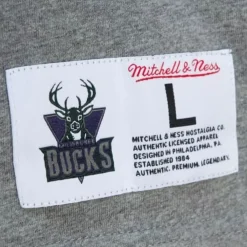 Mitchell & Ness
L
MILWAUKEE
BUCKS
MITCHELL & NESS NOSTALGIA CO.
AUTHENTIC LICENSED APPAREL
DESIGNED IN PHILADELPHIA, PA.
ESTABLISHED 1904
AUTHENTIC. PREMIUM. LEGENDARY.